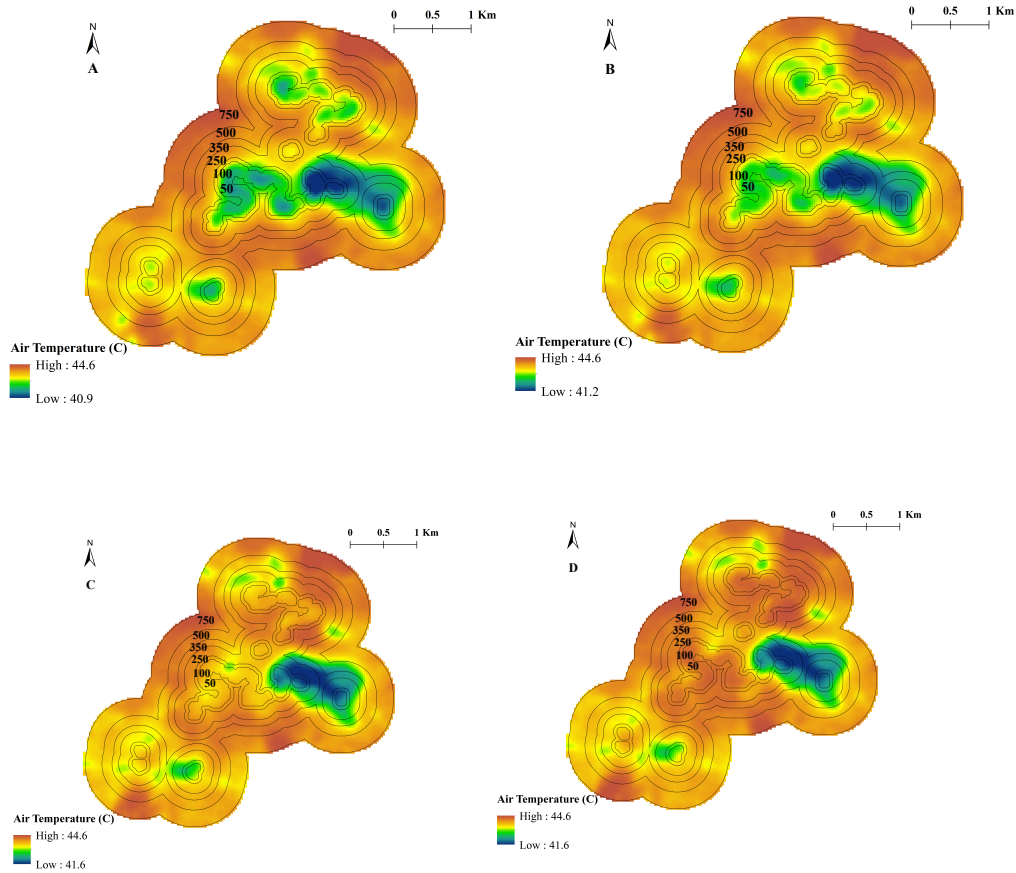 0 0.5 1 Km
N
A
750
500
350
250
100
50
Air Temperature (C)
High : 44.6
Low : 40.9
0 0.5 1 Km
N
B
750
500
350
250
100
50
Air Temperature (C)
High : 44.6
Low : 41.2
0 0.5 1 Km
N
C
750
500
350
250
100
50
Air Temperature (C)
High : 44.6
Low : 41.6
0 0.5 1 Km
N
D
750
500
350
250
100
50
Air Temperature (C)
High : 44.6
Low : 41.6